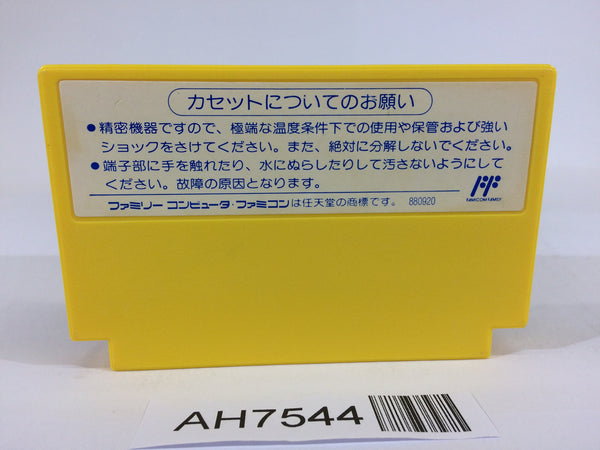 カセットについてのお願い
●精密機器ですので、極端な温度条件下での使用や保管および強い
ショックをさけてください。また、絶対に分解しないでください。
●端子部に手を触れたり、水にぬらしたりして汚さないようにして
ください。故障の原因となります。
FAMICOM FAMILY
ファミリー コンピュータ・ファミコンは任天堂の商標です。 880920
AH7544